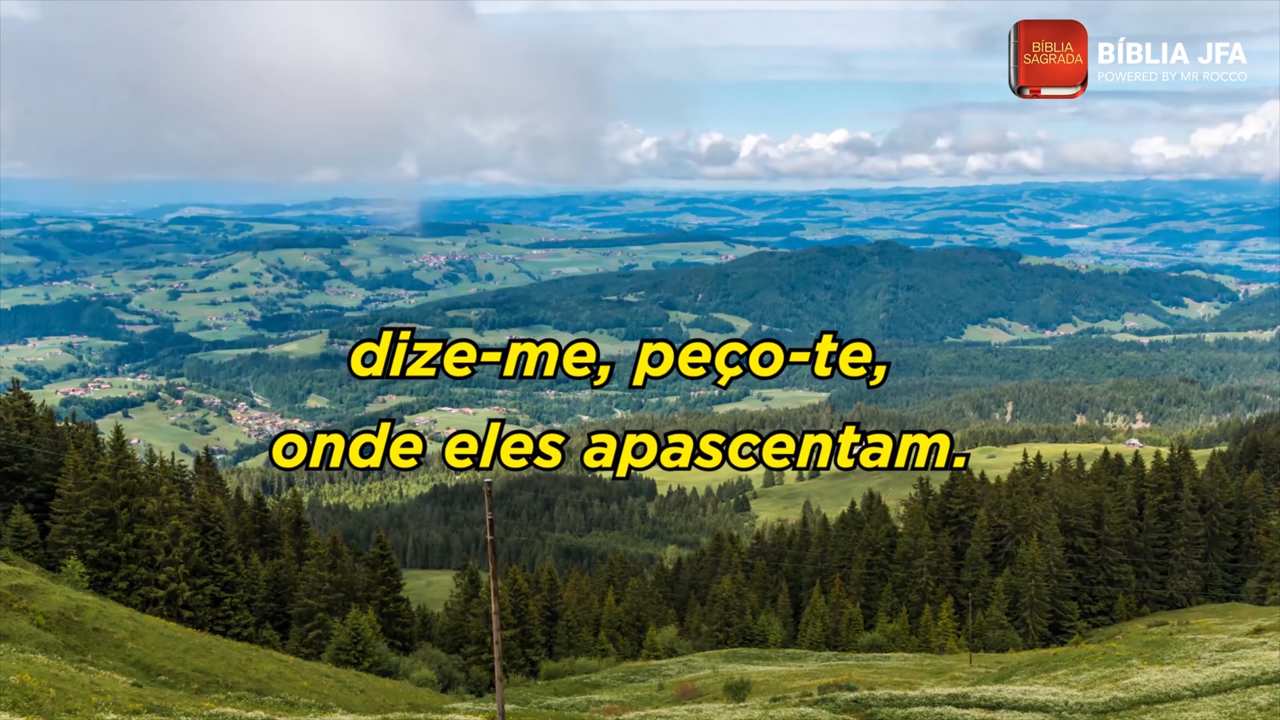 BÍBLIA
SAGRADA
BÍBLIA JFA
POWERED BY MR ROCCO
dize-me, peço-te,
onde eles apascentam.